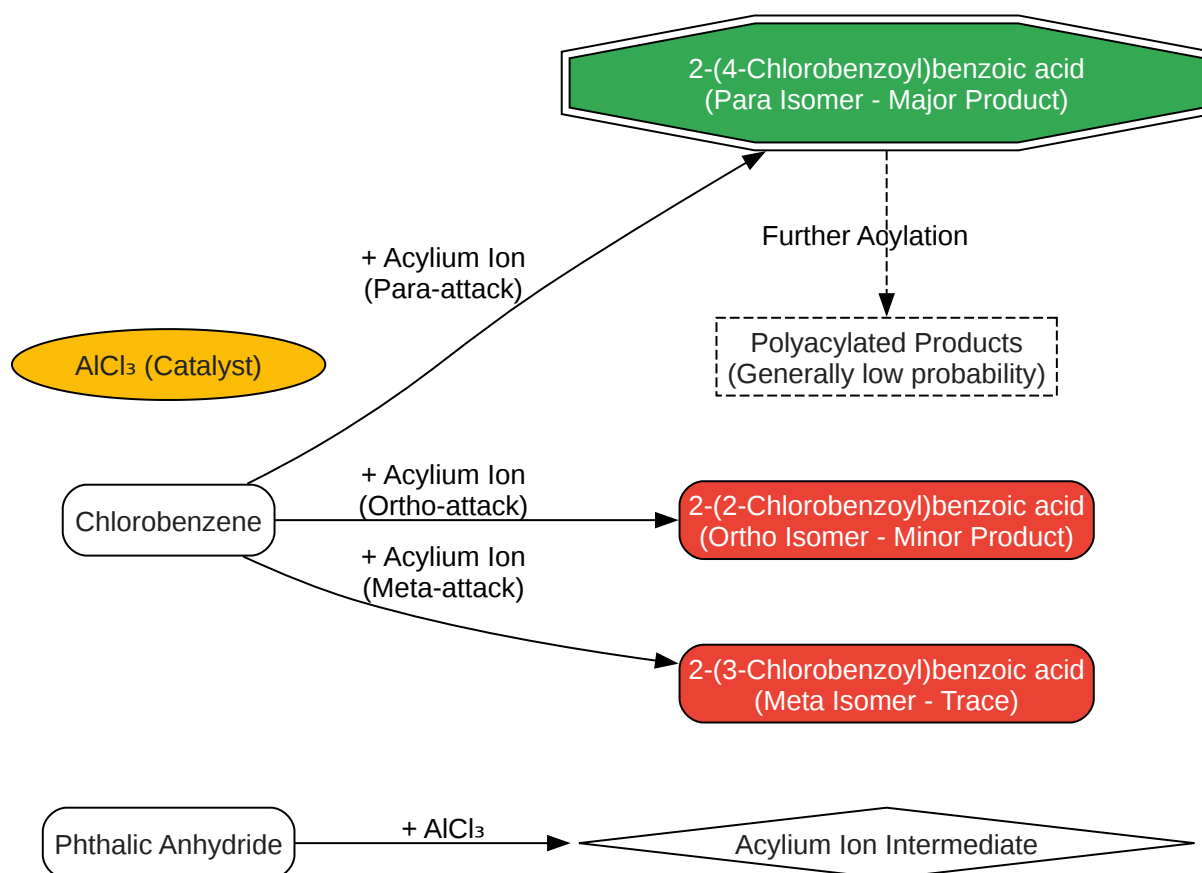 2-(4-Chlorobenzoyl)benzoic acid
(Para Isomer - Major Product)
+ Acylium Ion
(Para-attack)
Further Acylation
AlCl₃ (Catalyst)
Polyacylated Products
(Generally low probability)
Chlorobenzene
+ Acylium Ion
(Ortho-attack)
2-(2-Chlorobenzoyl)benzoic acid
(Ortho Isomer - Minor Product)
+ Acylium Ion
(Meta-attack)
2-(3-Chlorobenzoyl)benzoic acid
(Meta Isomer - Trace)
Phthalic Anhydride
+ AlCl₃
Acylium Ion Intermediate